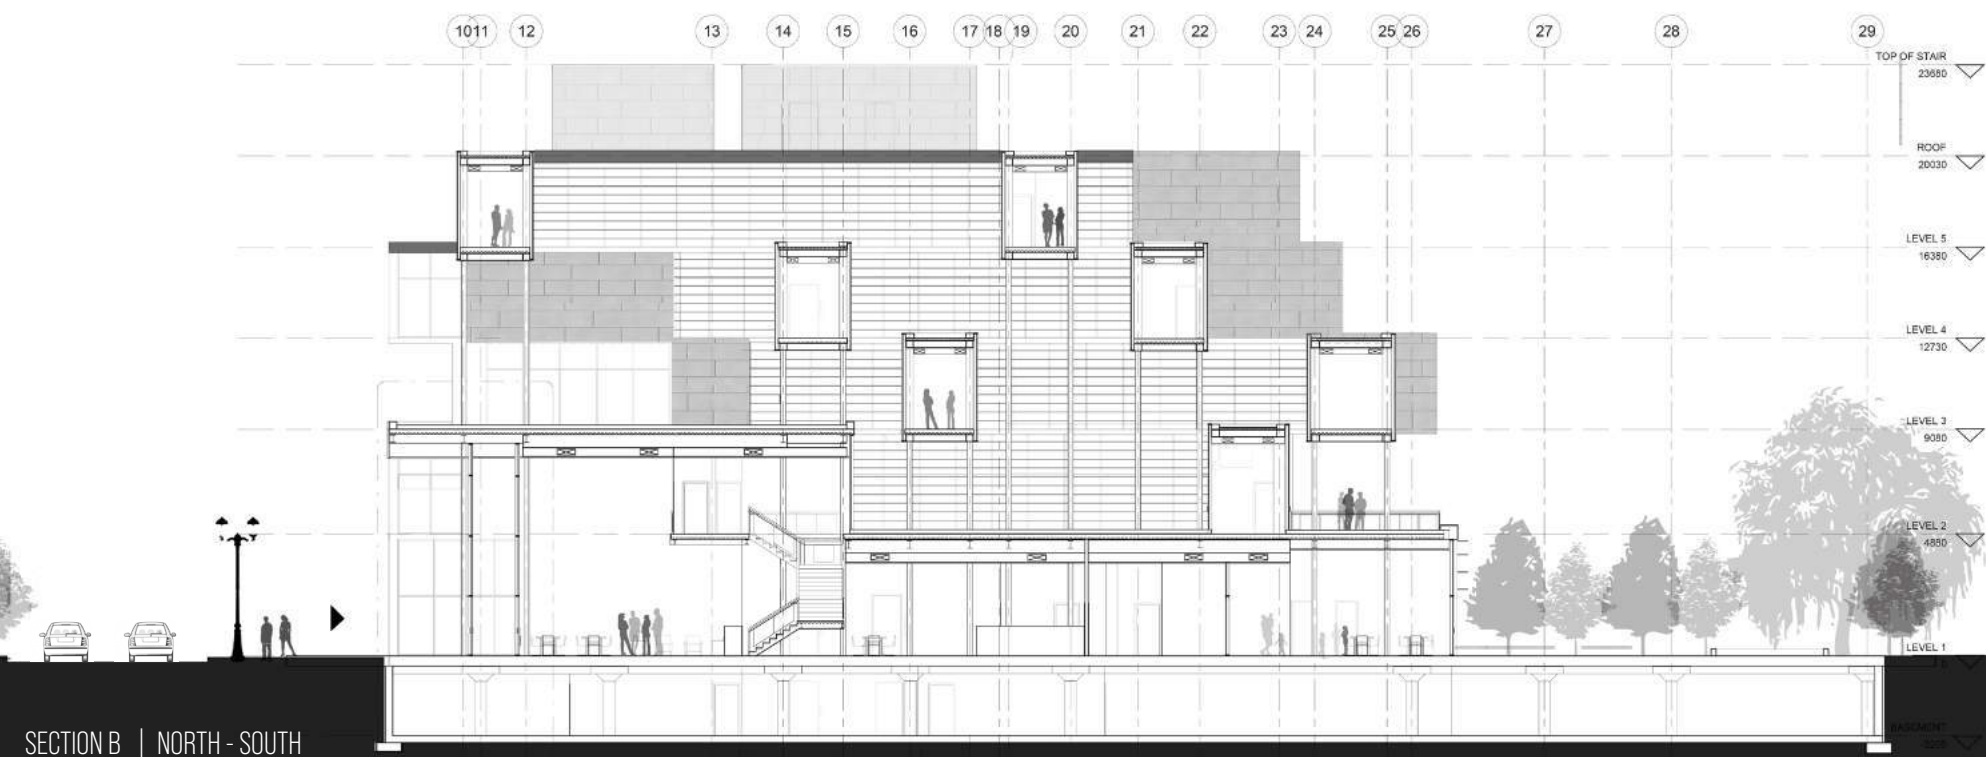 10 11 12 13 14 15 16 17 18 19 20 21 22 23 24 25 26 27 28 29
TOP OF STAIR
23680
ROOF
20030
LEVEL 5
16380
LEVEL 4
12730
LEVEL 3
9080
LEVEL 2
4880
LEVEL 1
BASEMENT
SECTION B | NORTH - SOUTH